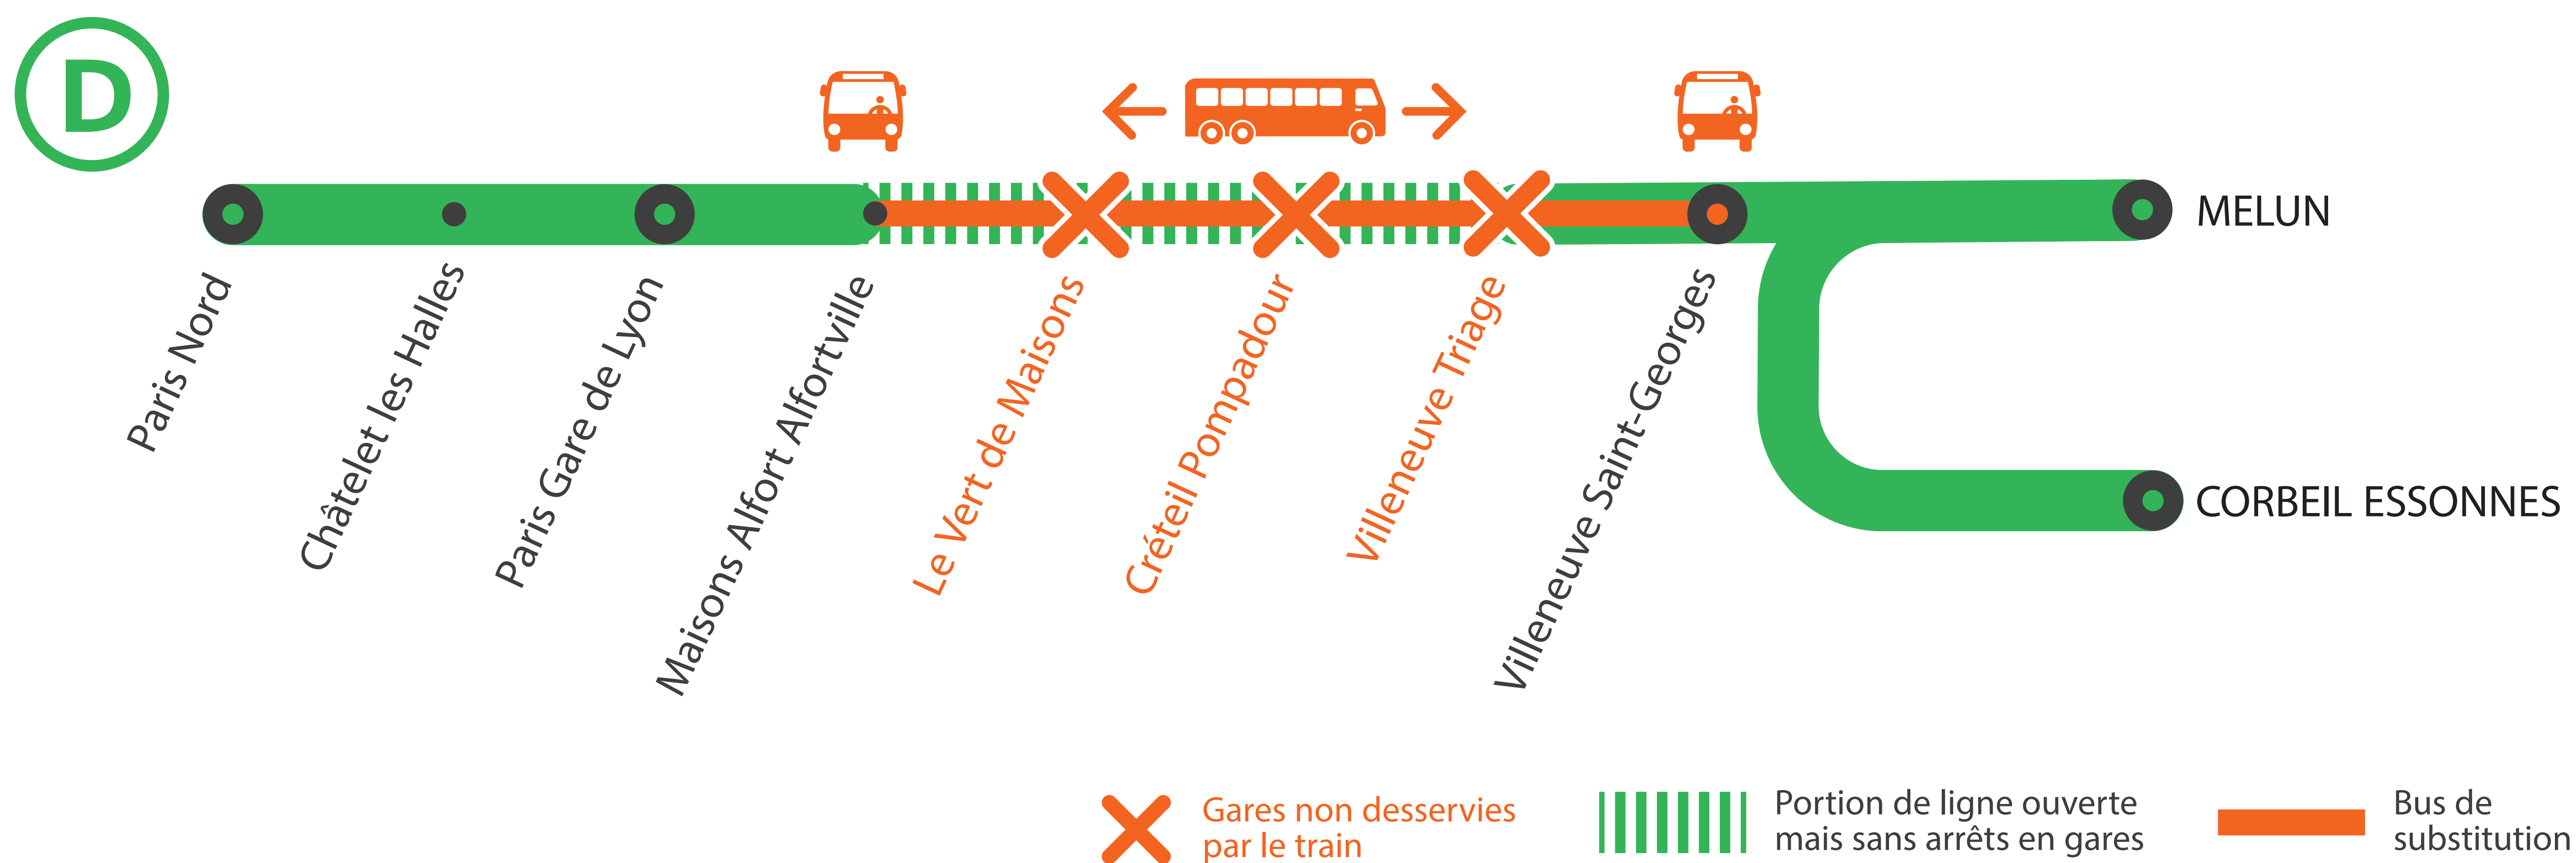 D
Paris Nord
Châtelet les Halles
Paris Gare de Lyon
Maisons Alfort Alfortville
Le Vert de Maisons
Créteil Pompadour
Villeneuve Triage
Villeneuve Saint-Georges
MELUN
CORBEIL ESSONNES
Gares non desservies
par le train
Portion de ligne ouverte
mais sans arrêts en gares
Bus de
substitution